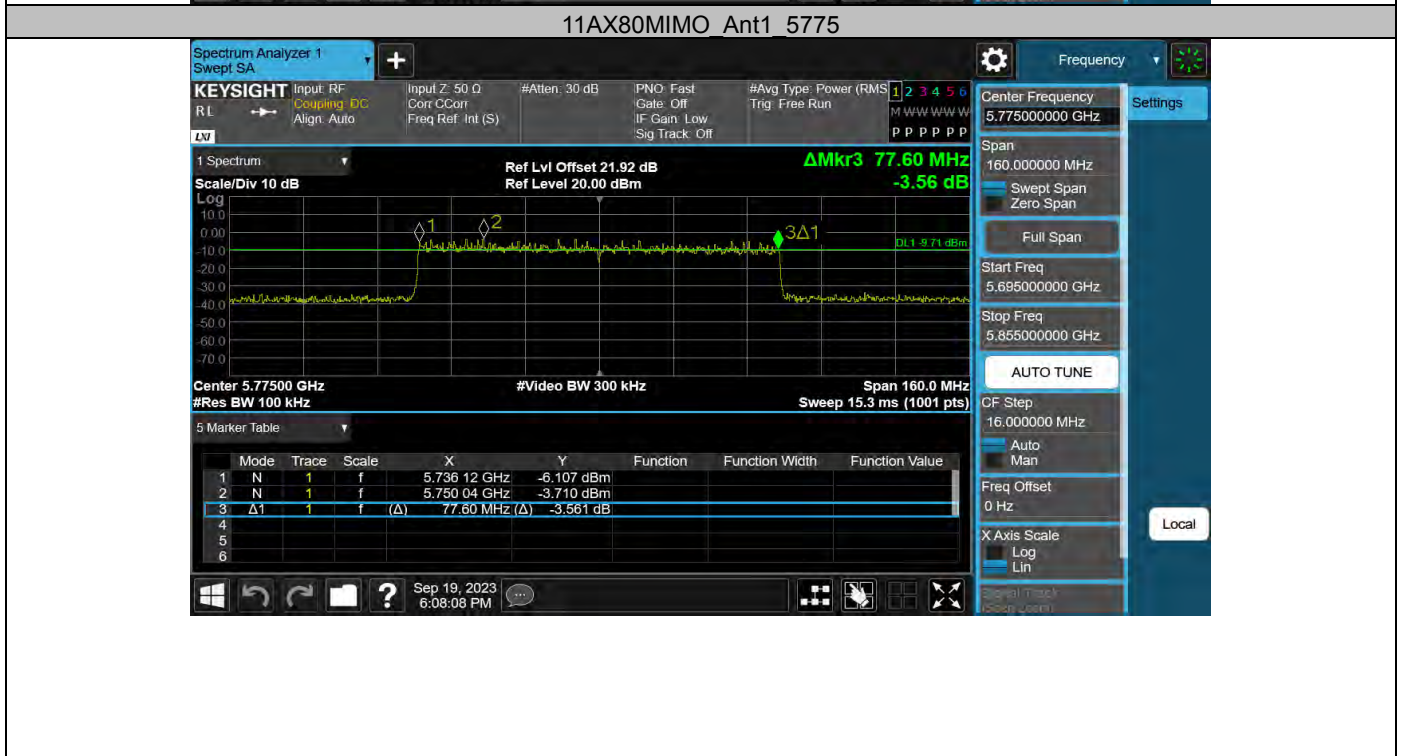 11AX80MIMO_Ant1_5775
Spectrum Analyzer 1
Swept SA
+
Frequency
KEYSIGHT
RL
LXI
Input: RF
Coupling: DC
Align: Auto
Input Z: 50 Ω
Corr CCorr
Freq Ref: Int (S)
#Atten: 30 dB
PNO: Fast
Gate: Off
IF Gain: Low
Sig Track: Off
#Avg Type: Power (RMS
Trig: Free Run
1 2 3 4 5 6
M W W W W W
P P P P P P
1 Spectrum
Scale/Div 10 dB
Log
Ref Lvl Offset 21.92 dB
Ref Level 20.00 dBm
ΔMkr3 77.60 MHz
-3.56 dB
10.0
0.00
-10.0
-20.0
-30.0
-40.0
-50.0
-60.0
-70.0
1
2
3Δ1
DL1 -9.71 dBm
Center 5.77500 GHz
#Res BW 100 kHz
#Video BW 300 kHz
Span 160.0 MHz
Sweep 15.3 ms (1001 pts)
5 Marker Table
Mode Trace Scale X Y Function Function Width Function Value
1 N 1 f 5.736 12 GHz -6.107 dBm
2 N 1 f 5.750 04 GHz -3.710 dBm
3 Δ1 1 f (Δ) 77.60 MHz (Δ) -3.561 dB
4
5
6
Center Frequency
5.775000000 GHz
Settings
Span
160.000000 MHz
Swept Span
Zero Span
Full Span
Start Freq
5.695000000 GHz
Stop Freq
5.855000000 GHz
AUTO TUNE
CF Step
16.000000 MHz
Auto
Man
Freq Offset
0 Hz
X Axis Scale
Log
Lin
Signal Track
(Span Zoom)
Local
?
Sep 19, 2023
6:08:08 PM